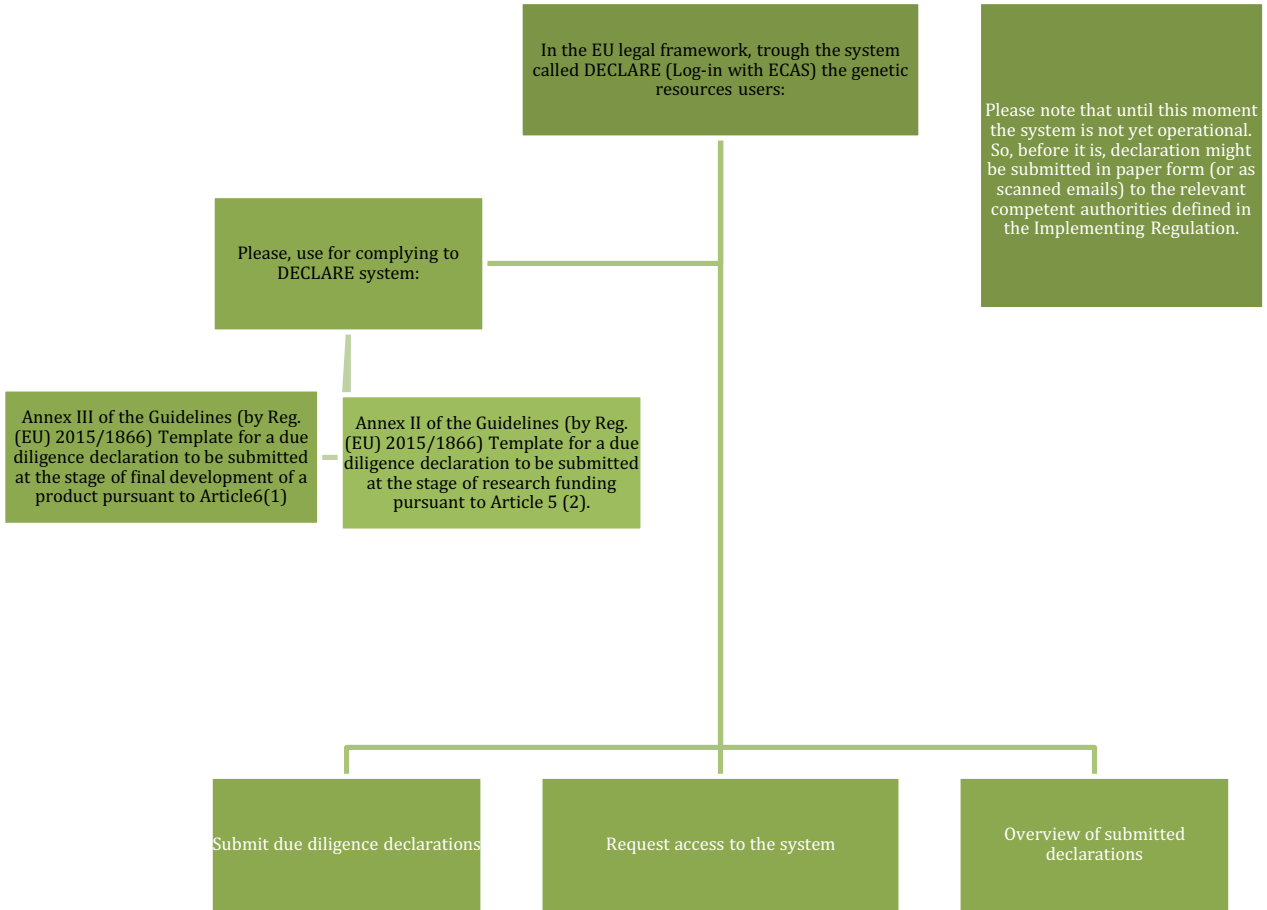 In the EU legal framework, trough the system
called DECLARE (Log-in with ECAS) the genetic
resources users:
Please note that until this moment
the system is not yet operational.
So, before it is, declaration might
be submitted in paper form (or as
scanned emails) to the relevant
competent authorities defined in
the Implementing Regulation.
Please, use for complying to
DECLARE system:
Annex III of the Guidelines (by Reg.
(EU) 2015/1866) Template for a due
diligence declaration to be submitted
at the stage of final development of a
product pursuant to Article6(1)
Annex II of the Guidelines (by Reg.
(EU) 2015/1866) Template for a due
diligence declaration to be submitted
at the stage of research funding
pursuant to Article 5 (2).
Submit due diligence declarations
Request access to the system
Overview of submitted
declarations